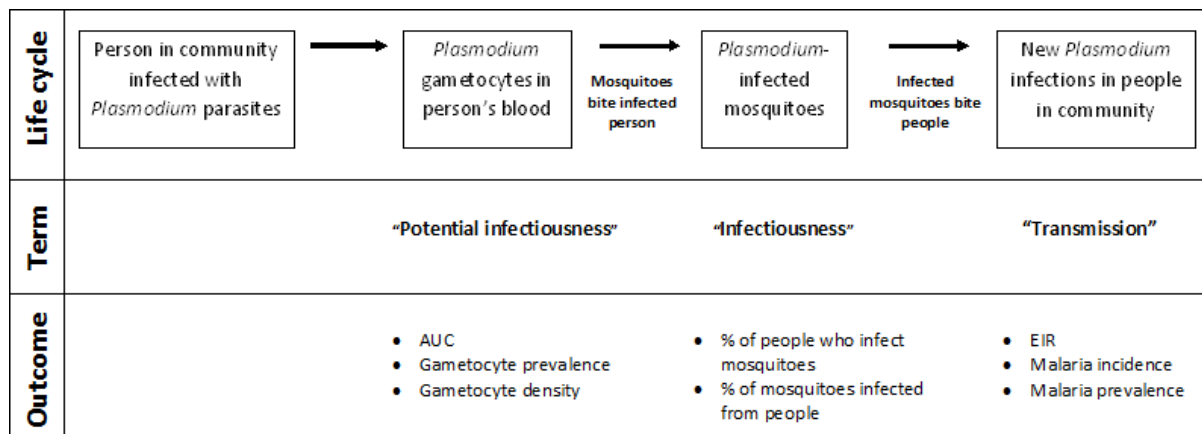 Life cycle
Person in community
infected with
Plasmodium parasites
Plasmodium
gametocytes in
person's blood
Mosquitoes
bite infected
person
Plasmodium-
infected
mosquitoes
Infected
mosquitoes bite
people
New Plasmodium
infections in people
in community
Term
"Potential infectiousness"
"Infectiousness"
"Transmission"
Outcome
• AUC
• Gametocyte prevalence
• Gametocyte density
• % of people who infect
mosquitoes
• % of mosquitoes infected
from people
• EIR
• Malaria incidence
• Malaria prevalence